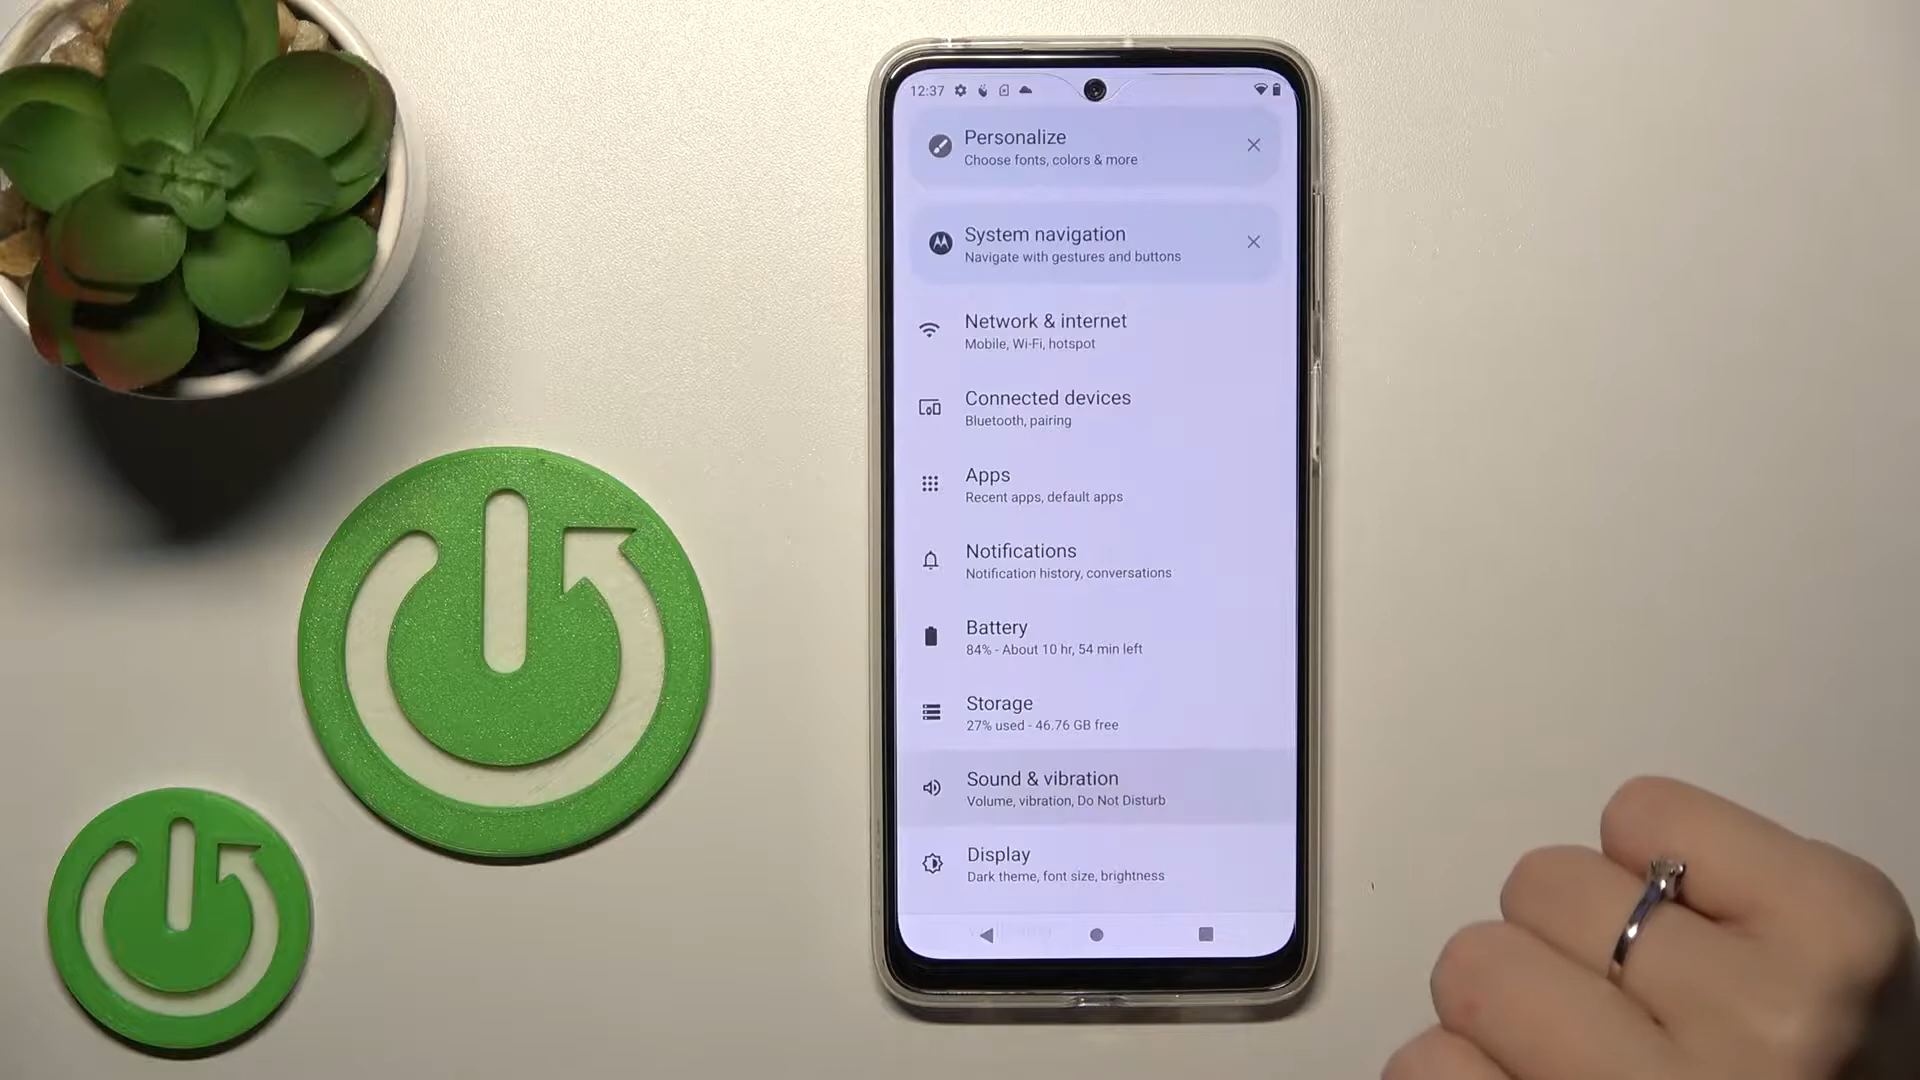 12:37
Personalize
Choose fonts, colors & more
System navigation
Navigate with gestures and buttons
Network & internet
Mobile, Wi-Fi, hotspot
Connected devices
Bluetooth, pairing
Apps
Recent apps, default apps
Notifications
Notification history, conversations
Battery
84% - About 10 hr, 54 min left
Storage
27% used - 46.76 GB free
Sound & vibration
Volume, vibration, Do Not Disturb
Display
Dark theme, font size, brightness